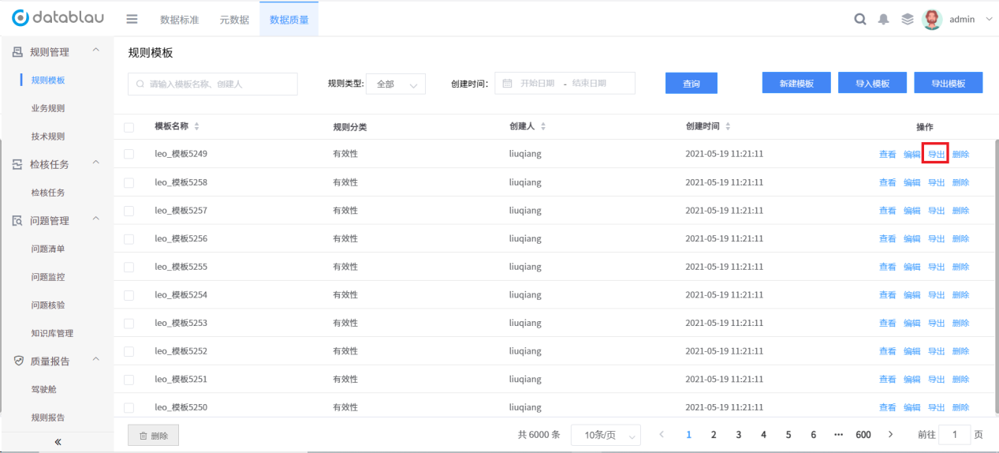 datablau 数据标准 元数据 数据质量 admin
规则管理
规则模板
业务规则
技术规则
检核任务
检核任务
问题管理
问题清单
问题监控
问题核验
知识库管理
质量报告
驾驶舱
规则报告
规则模板
请输入模板名称、创建人 规则类型: 全部 创建时间: 开始日期 - 结束日期 查询 新建模板 导入模板 导出模板
模板名称 规则分类 创建人 创建时间 操作
leo_模板5249 有效性 liuqiang 2021-05-19 11:21:11 查看 编辑 导出 删除
leo_模板5258 有效性 liuqiang 2021-05-19 11:21:11 查看 编辑 导出 删除
leo_模板5257 有效性 liuqiang 2021-05-19 11:21:11 查看 编辑 导出 删除
leo_模板5256 有效性 liuqiang 2021-05-19 11:21:11 查看 编辑 导出 删除
leo_模板5255 有效性 liuqiang 2021-05-19 11:21:11 查看 编辑 导出 删除
leo_模板5254 有效性 liuqiang 2021-05-19 11:21:11 查看 编辑 导出 删除
leo_模板5253 有效性 liuqiang 2021-05-19 11:21:11 查看 编辑 导出 删除
leo_模板5252 有效性 liuqiang 2021-05-19 11:21:11 查看 编辑 导出 删除
leo_模板5251 有效性 liuqiang 2021-05-19 11:21:11 查看 编辑 导出 删除
leo_模板5250 有效性 liuqiang 2021-05-19 11:21:11 查看 编辑 导出 删除
删除 共 6000 条 10条/页 < 1 2 3 4 5 6 ··· 600 > 前往 1 页